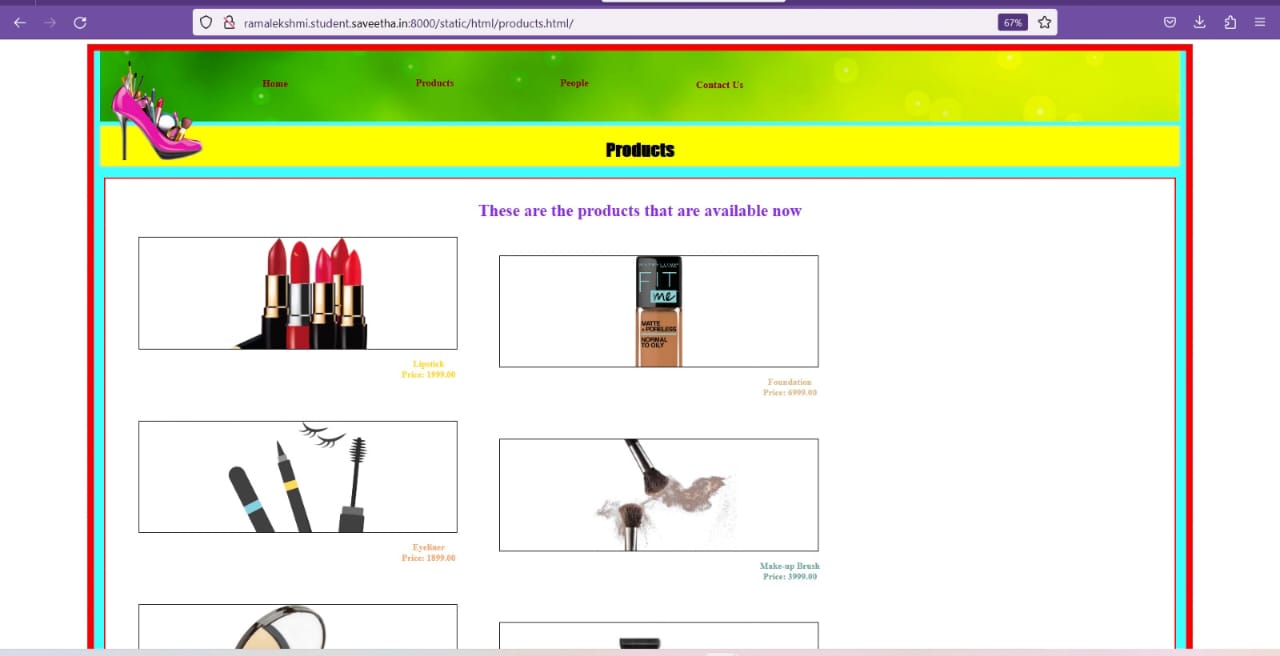 ramalekshmi.student.saveetha.in:8000/static/html/products.html/
67%
Home
Products
People
Contact Us
Products
These are the products that are available now
FIT
me
MATTE
+ PORELESS
NORMAL
TO OILY
Lipstick
Price: 1999.00
Foundation
Price: 6999.00
Eyeliner
Price: 1899.00
Make-up Brush
Price: 3999.00